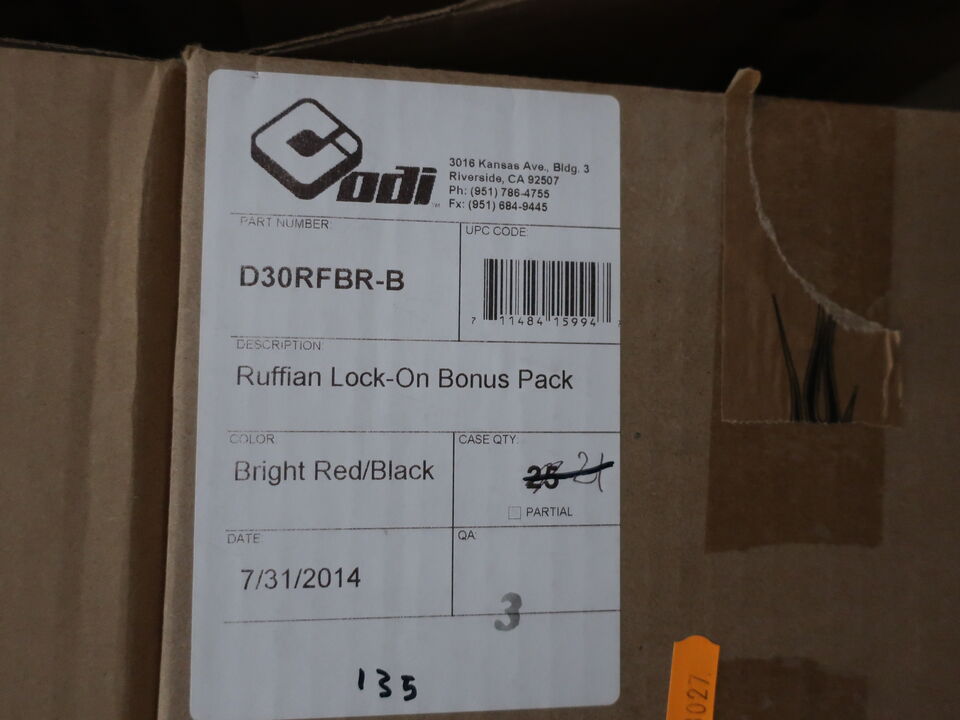 odi
3016 Kansas Ave., Bldg. 3
Riverside, CA 92507
Ph: (951) 786-4755
Fx: (951) 684-9445
PART NUMBER:
D30RFBR-B
UPC CODE:
7 11484 15994
DESCRIPTION:
Ruffian Lock-On Bonus Pack
COLOR:
Bright Red/Black
CASE QTY:
25 21
PARTIAL
DATE:
7/31/2014
QA:
3
135
027